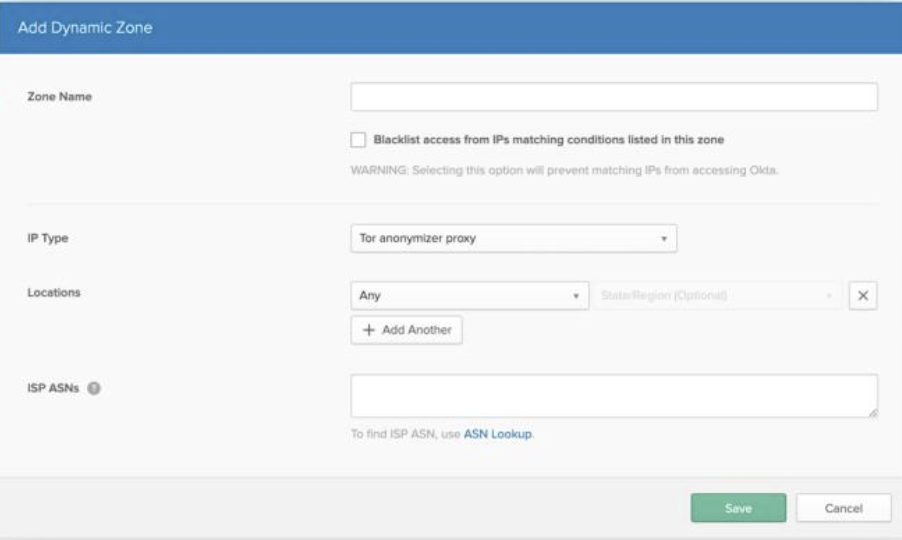 Add Dynamic Zone
Zone Name
Blacklist access from IPs matching conditions listed in this zone
WARNING: Selecting this option will prevent matching IPs from accessing Okta.
IP Type
Tor anonymizer proxy
Locations
Any
State/Region (Optional)
+ Add Another
ISP ASNs ?
To find ISP ASN, use ASN Lookup.
Save
Cancel